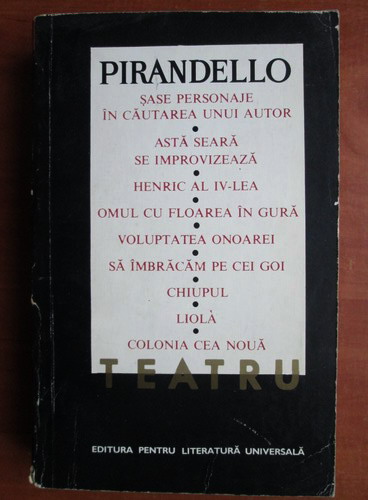 PIRANDELLO
ȘASE PERSONAJE
ÎN CĂUTAREA UNUI AUTOR
•
ASTĂ SEARĂ
SE IMPROVIZEAZĂ
•
HENRIC AL IV-LEA
•
OMUL CU FLOAREA ÎN GURĂ
•
VOLUPTATEA ONOAREI
•
SĂ ÎMBRĂCĂM PE CEI GOI
•
CHIUPUL
•
LIOLÀ
•
COLONIA CEA NOUĂ
TEATRU
EDITURA PENTRU LITERATURĂ UNIVERSALĂ